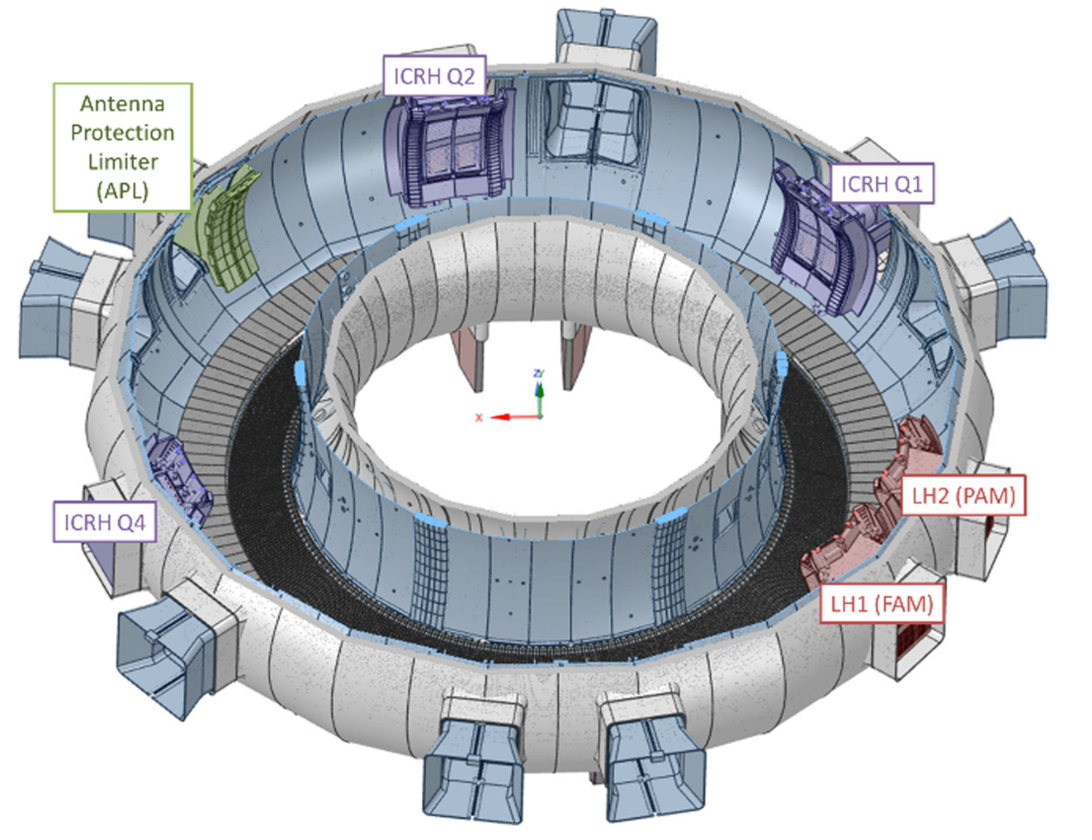 ICRH Q2
Antenna
Protection
Limiter
(APL)
ICRH Q1
X
LH2 (PAM)
ICRH Q4
LH1 (FAM)